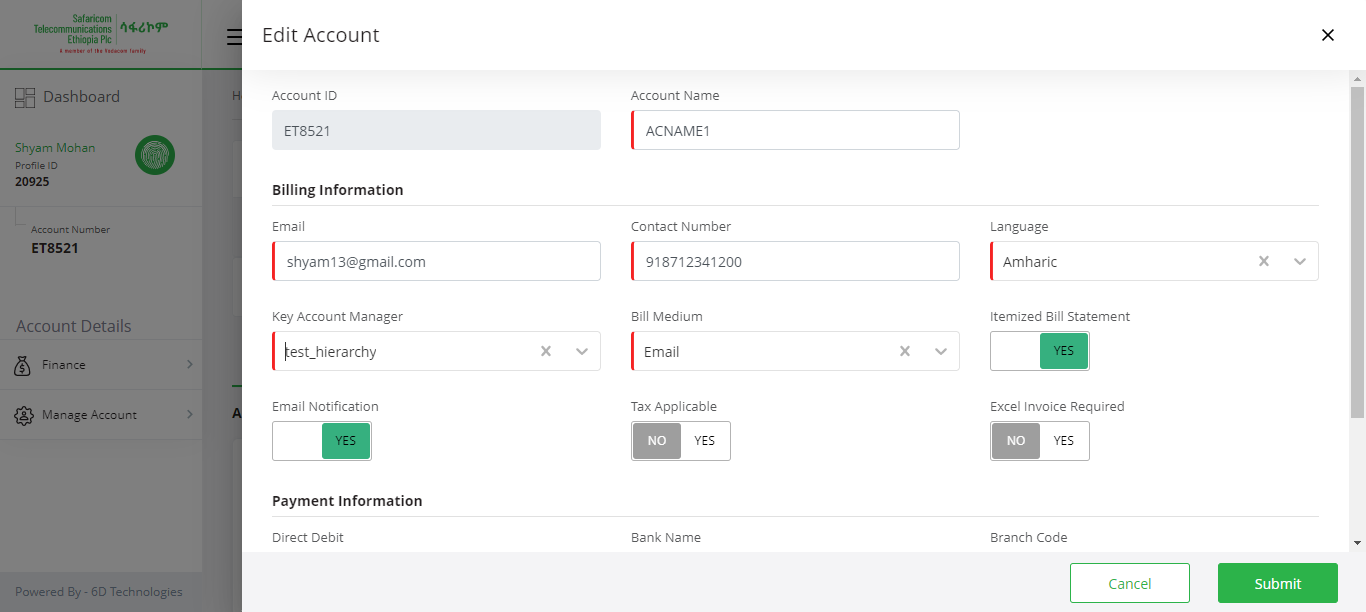 Safaricom
Telecommunications
Ethiopia Plc
ሳፋሪኮም
A member of the Vodacom family
Dashboard
Shyam Mohan
Profile ID
20925
Account Number
ET8521
Account Details
Finance
Manage Account
Powered By - 6D Technologies
H
A
Edit Account
Account ID
Account Name
ET8521
ACNAME1
Billing Information
Email
Contact Number
Language
shyam13@gmail.com
918712341200
Amharic
Key Account Manager
Bill Medium
Itemized Bill Statement
test_hierarchy
Email
YES
Email Notification
Tax Applicable
Excel Invoice Required
YES
NO YES
NO YES
Payment Information
Direct Debit
Bank Name
Branch Code
Cancel
Submit